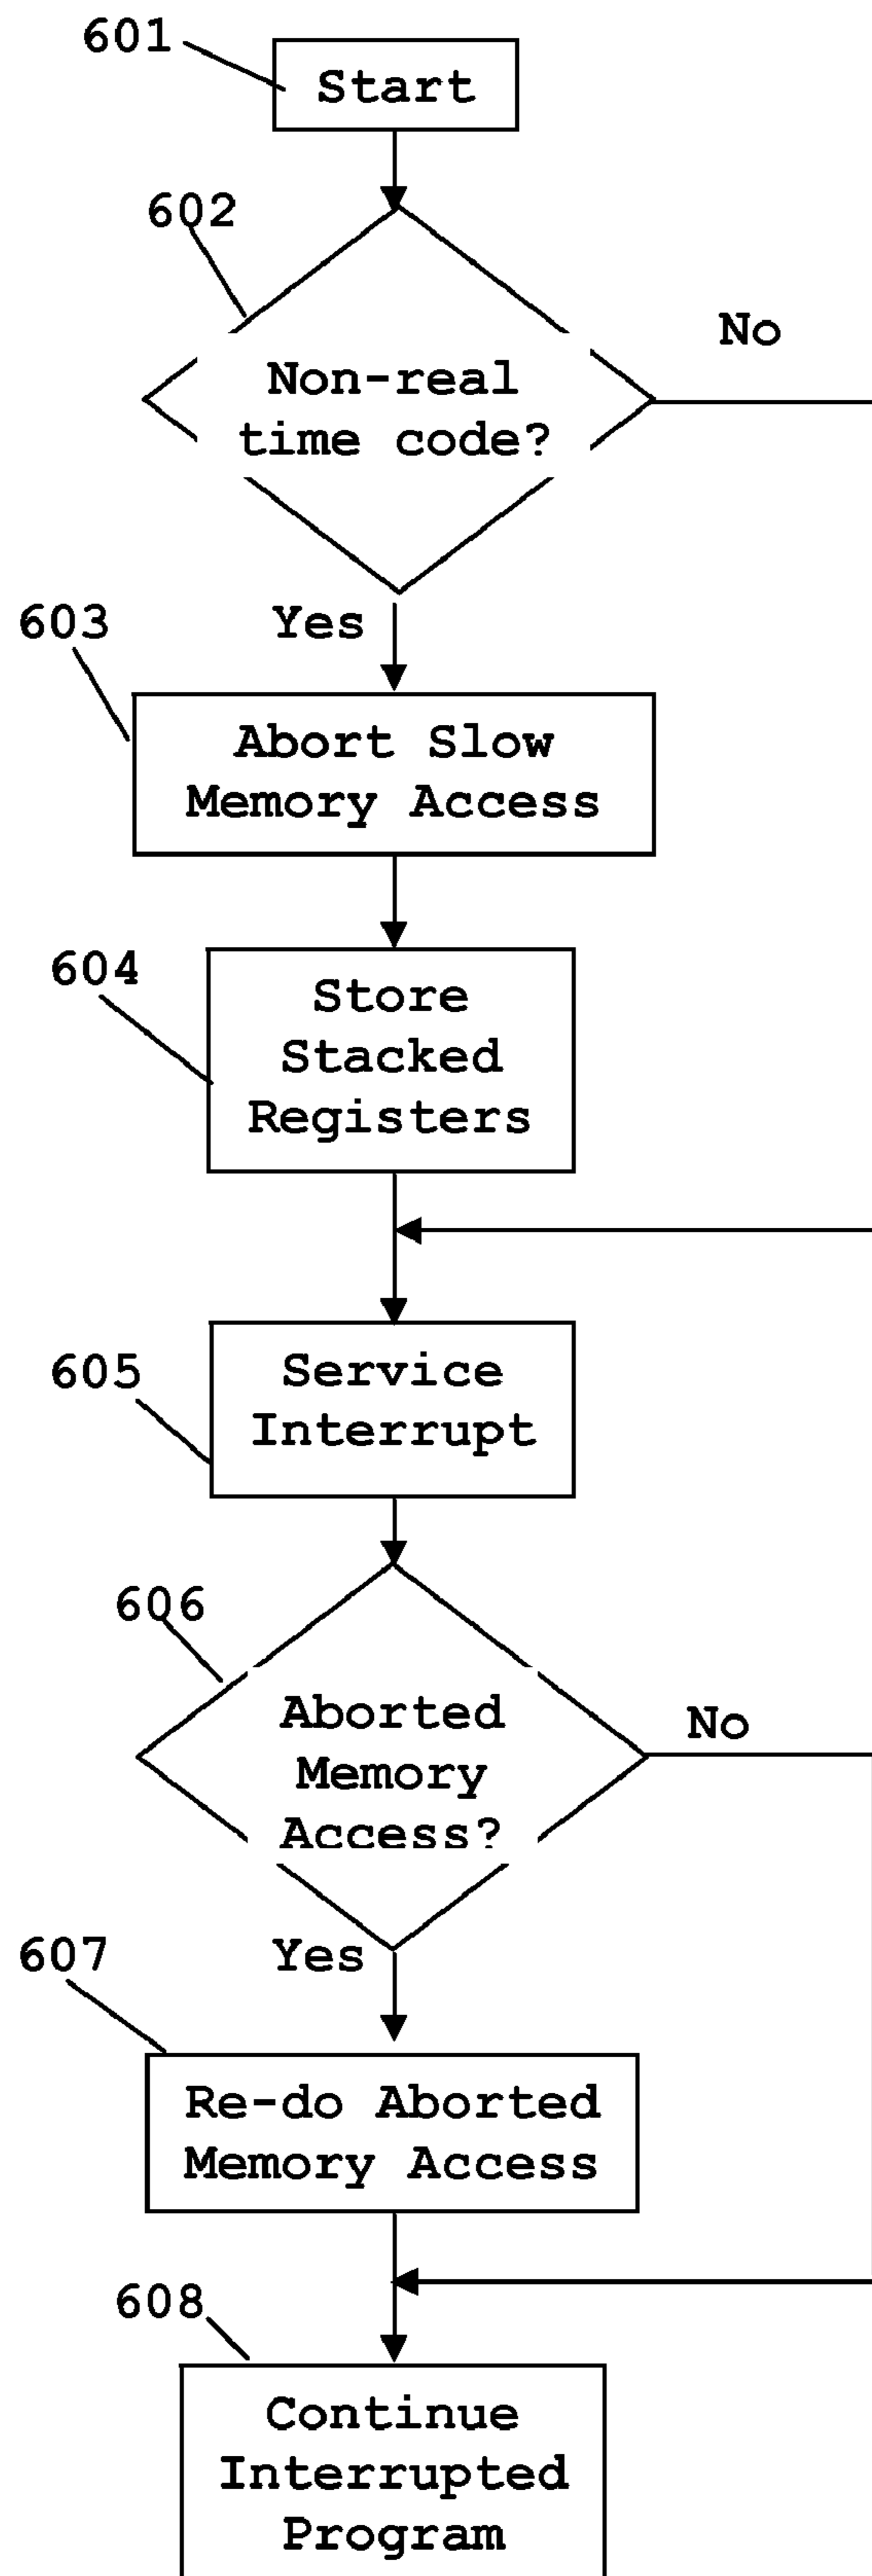 601
Start
602
No
Non-real
time code?
603
Yes
Abort Slow
Memory Access
604
Store
Stacked
Registers
605
Service
Interrupt
606
Aborted
Memory
Access?
No
607
Yes
Re-do Aborted
Memory Access
608
Continue
Interrupted
Program